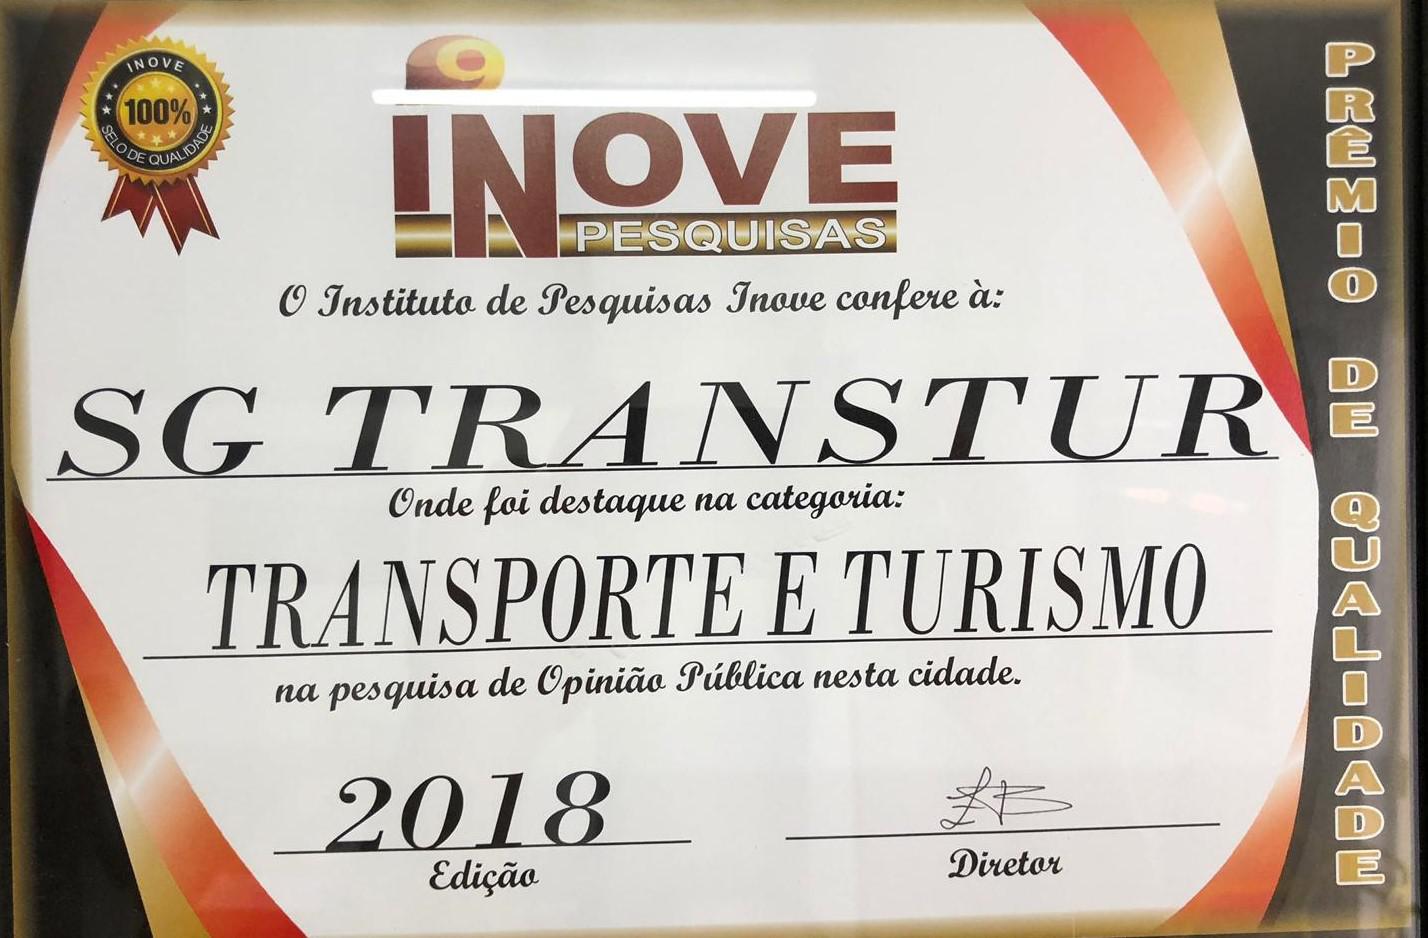 INOVE
100%
SELO DE QUALIDADE
9
INOVE
PESQUISAS
O Instituto de Pesquisas Inove confere à:
SG TRANSTUR
Onde foi destaque na categoria:
TRANSPORTE E TURISMO
na pesquisa de Opinião Pública nesta cidade.
2018
Edição
Diretor
PRÊMIO DE QUALIDADE